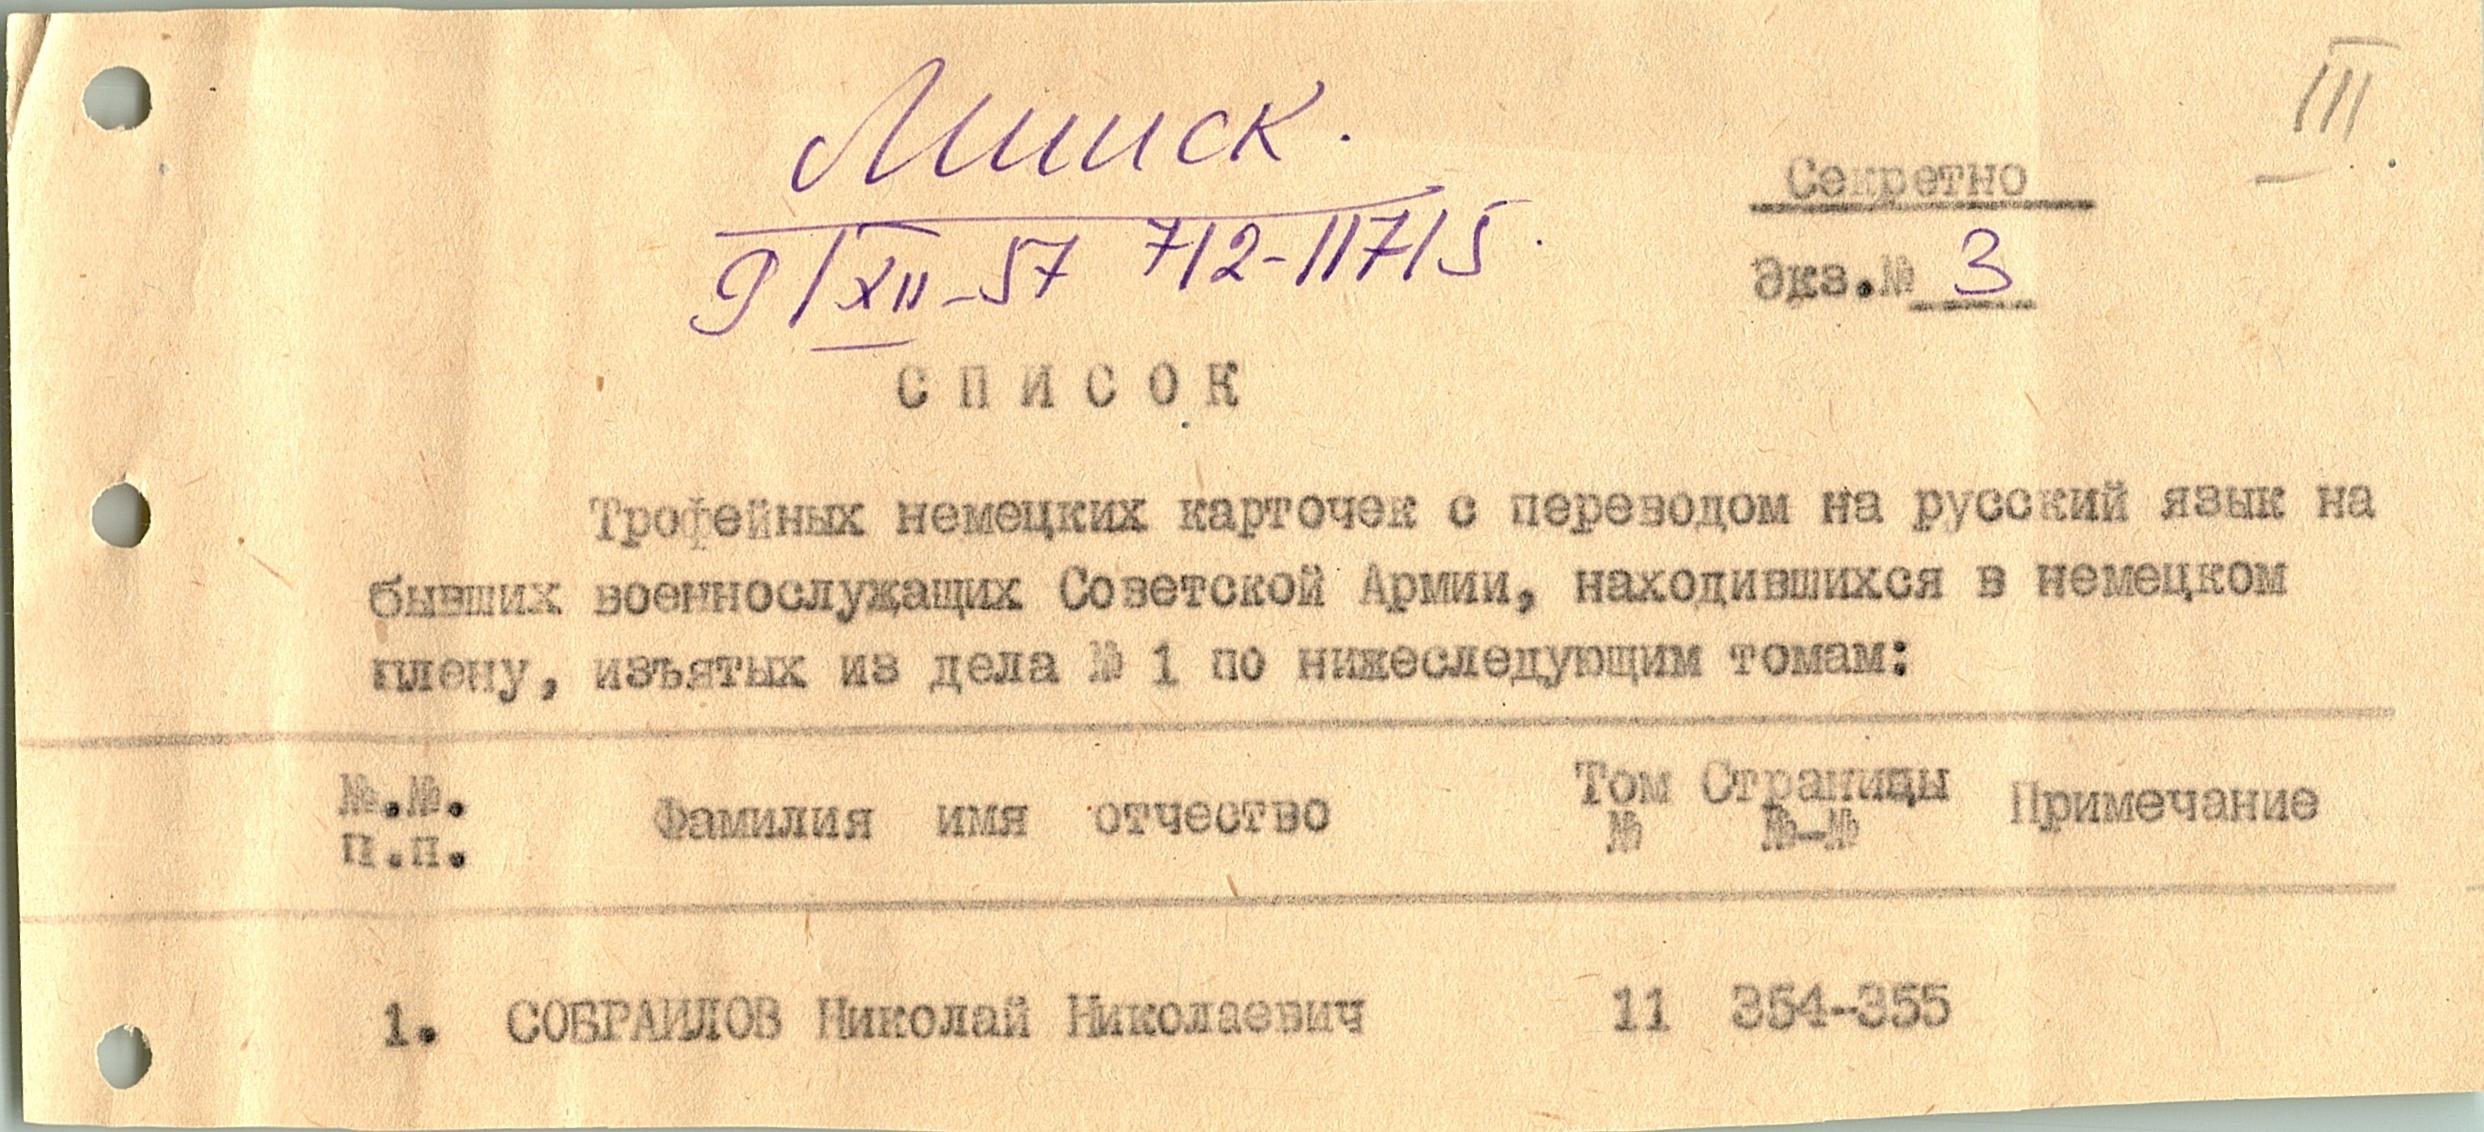 III
Минск.
Секретно
9/XII-57 712-11715.
Экз.№ 3
СПИСОК
Трофейных немецких карточек с переводом на русский язык на
бывших военнослужащих Советской Армии, находившихся в немецком
плену, изъятых из дела № 1 по нижеследующим томам:
№.№. п.п. Фамилия имя отчество Том № Страницы №-№ Примечание
1. СОБРАИЛОВ Николай Николаевич 11 354-355